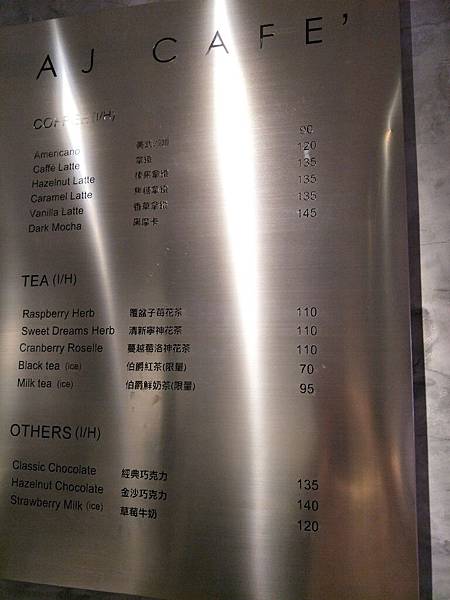 AJ CAFE'
COFFEE (I/H)
Americano 美式咖啡 90
Caffé Latte 拿鐵 120
Hazelnut Latte 榛果拿鐵 135
Caramel Latte 焦糖拿鐵 135
Vanilla Latte 香草拿鐵 135
Dark Mocha 黑摩卡 145
TEA (I/H)
Raspberry Herb 覆盆子莓花茶 110
Sweet Dreams Herb 清新寧神花茶 110
Cranberry Roselle 蔓越莓洛神花茶 110
Black tea (ice) 伯爵紅茶(限量) 70
Milk tea (ice) 伯爵鮮奶茶(限量) 95
OTHERS (I/H)
Classic Chocolate 經典巧克力 135
Hazelnut Chocolate 金沙巧克力 140
Strawberry Milk (ice) 草莓牛奶 120